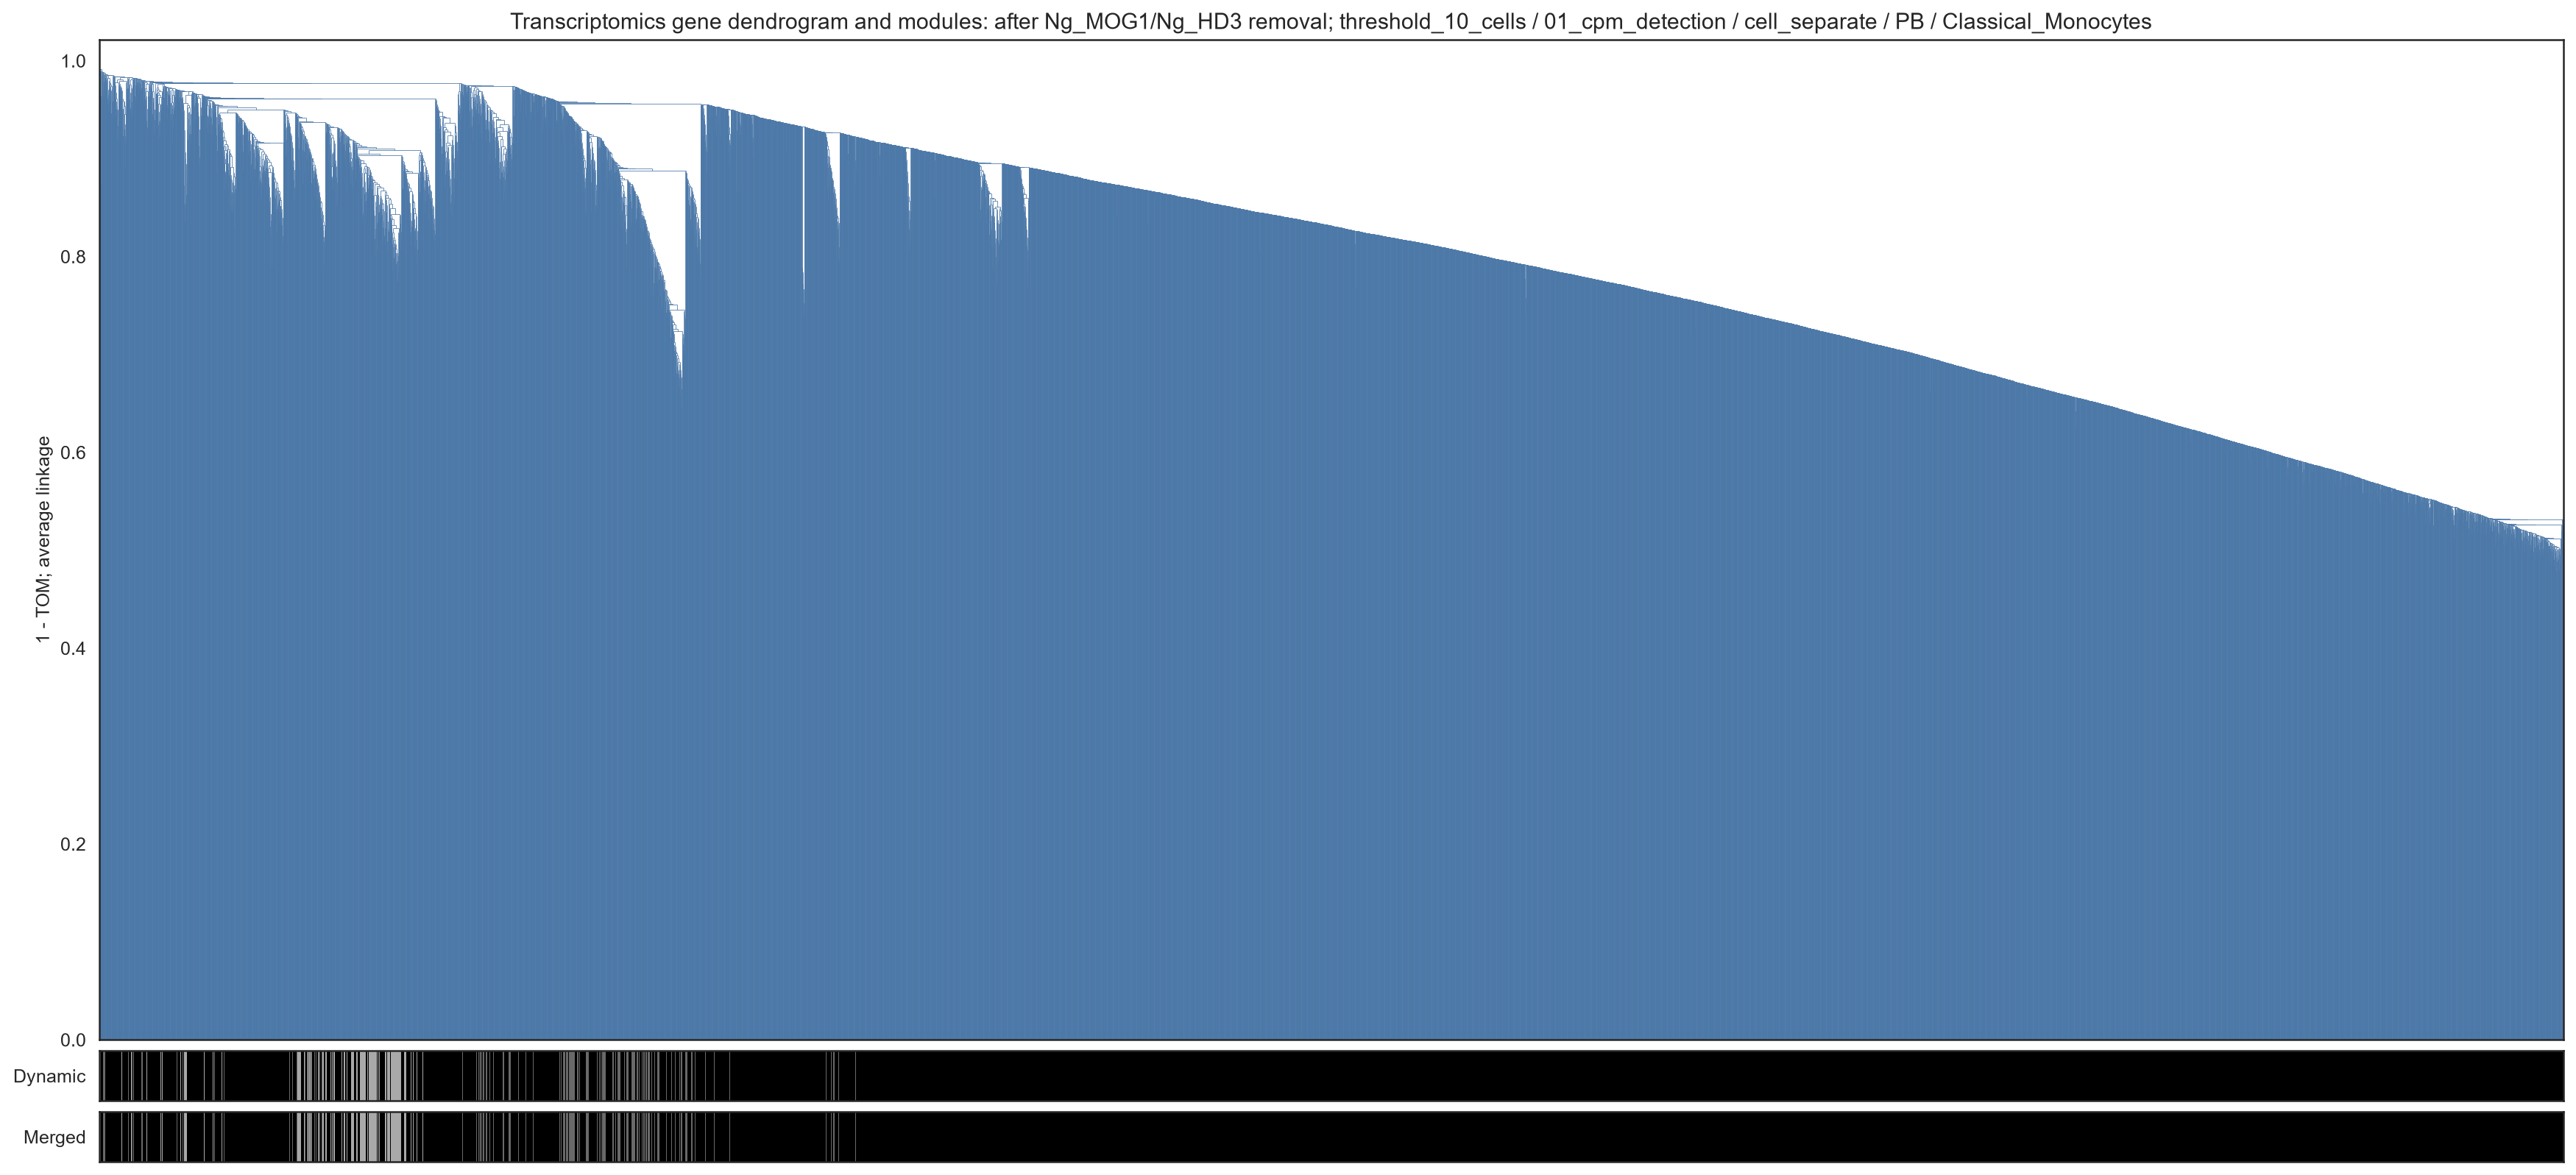 Transcriptomics gene dendrogram and modules: after Ng_MOG1/Ng_HD3 removal; threshold_10_cells / 01_cpm_detection / cell_separate / PB / Classical_Monocytes
1.0
0.8
0.6
0.4
0.2
0.0
1 - TOM; average linkage
Dynamic
Merged